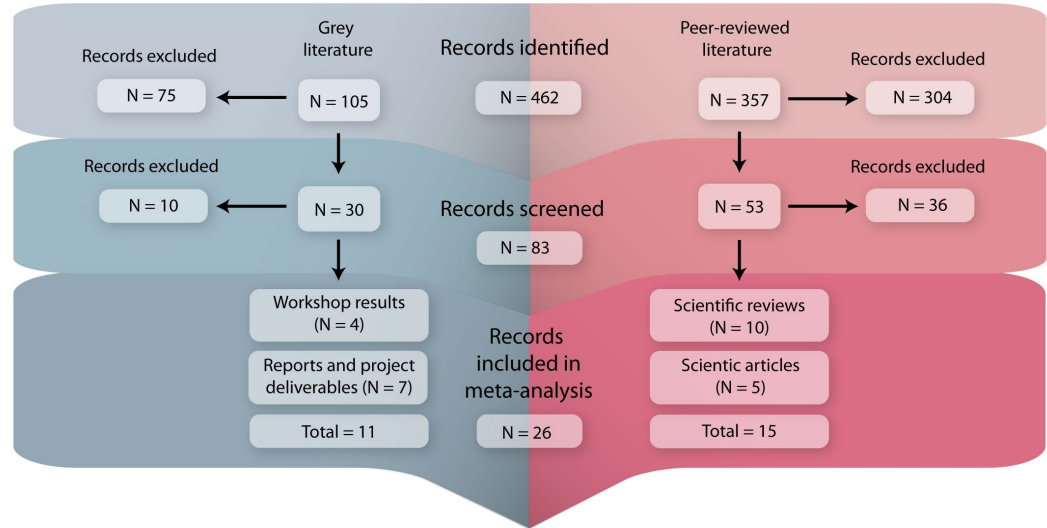 Grey
literature
Records identified
Peer-reviewed
literature
Records excluded
Records excluded
N = 75
N = 105
N = 462
N = 357
N = 304
Records excluded
Records excluded
N = 10
N = 30
Records screened
N = 53
N = 36
N = 83
Workshop results
(N = 4)
Reports and project
deliverables (N = 7)
Total = 11
Records
included in
meta-analysis
N = 26
Scientific reviews
(N = 10)
Scientic articles
(N = 5)
Total = 15